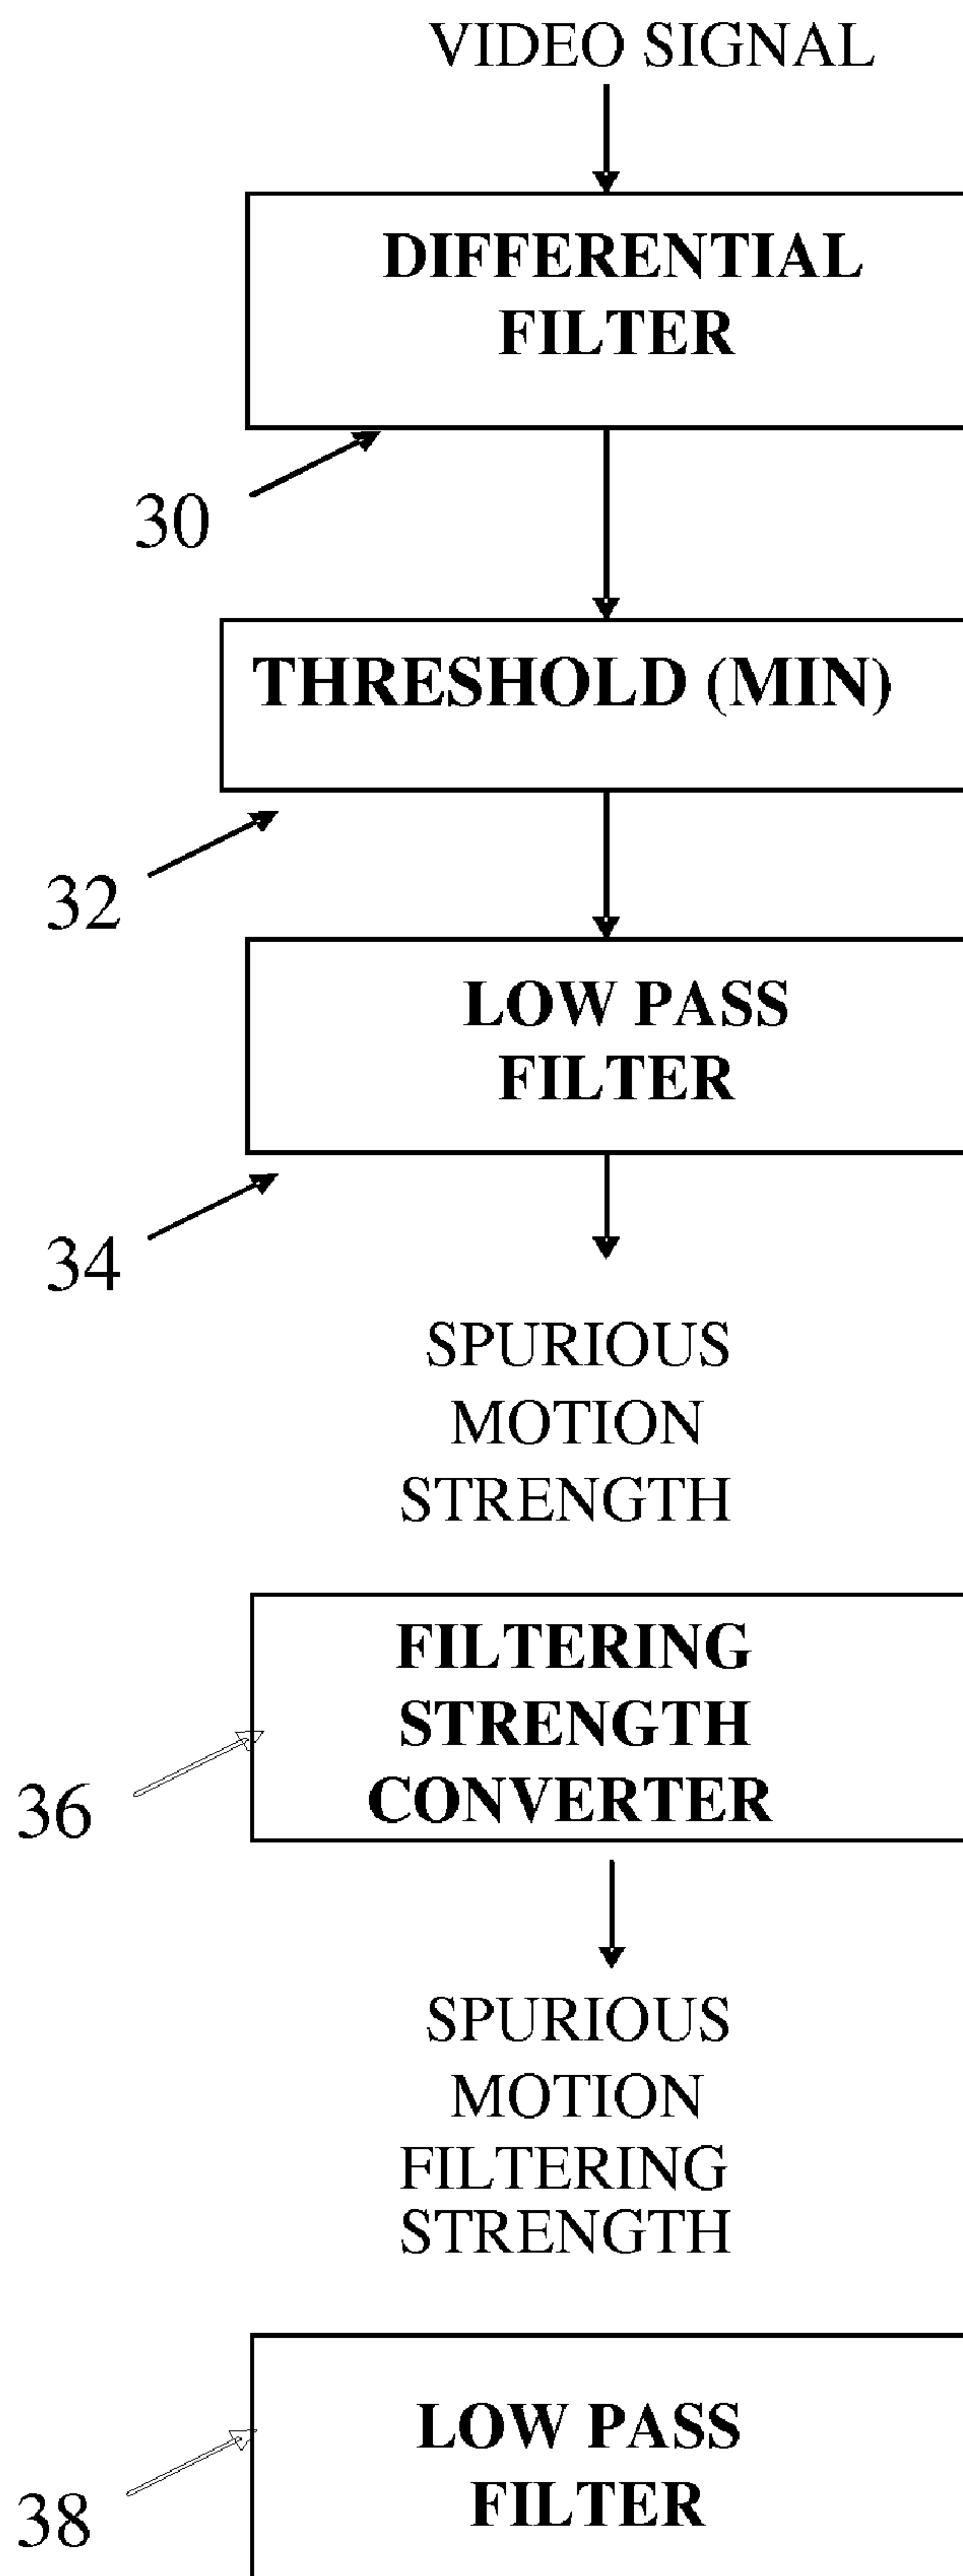 VIDEO SIGNAL
DIFFERENTIAL
FILTER
30
THRESHOLD (MIN)
32
LOW PASS
FILTER
34
SPURIOUS
MOTION
STRENGTH
FILTERING
STRENGTH
CONVERTER
36
SPURIOUS
MOTION
FILTERING
STRENGTH
LOW PASS
FILTER
38